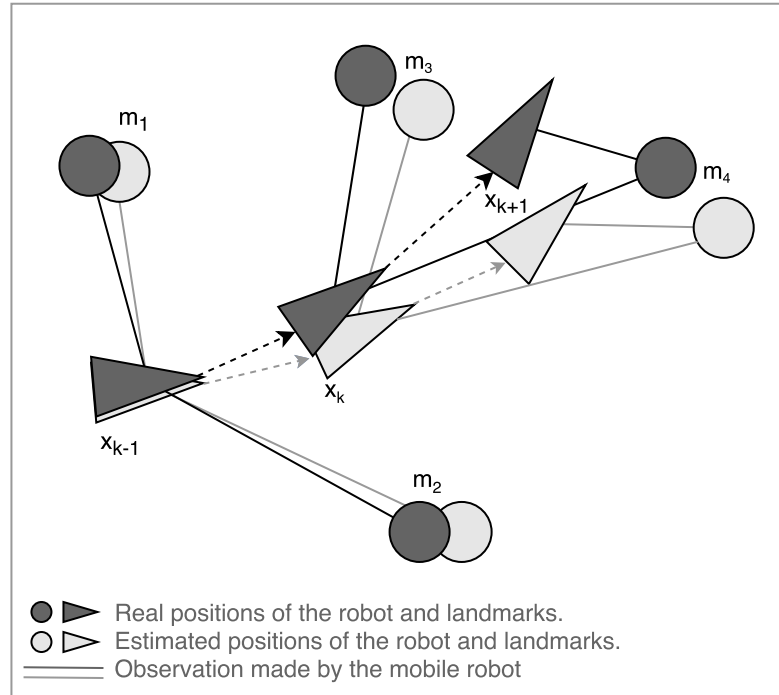 m₃
m₁
m₄
xₖ₊₁
xₖ
xₖ₋₁
m₂
Real positions of the robot and landmarks.
Estimated positions of the robot and landmarks.
Observation made by the mobile robot